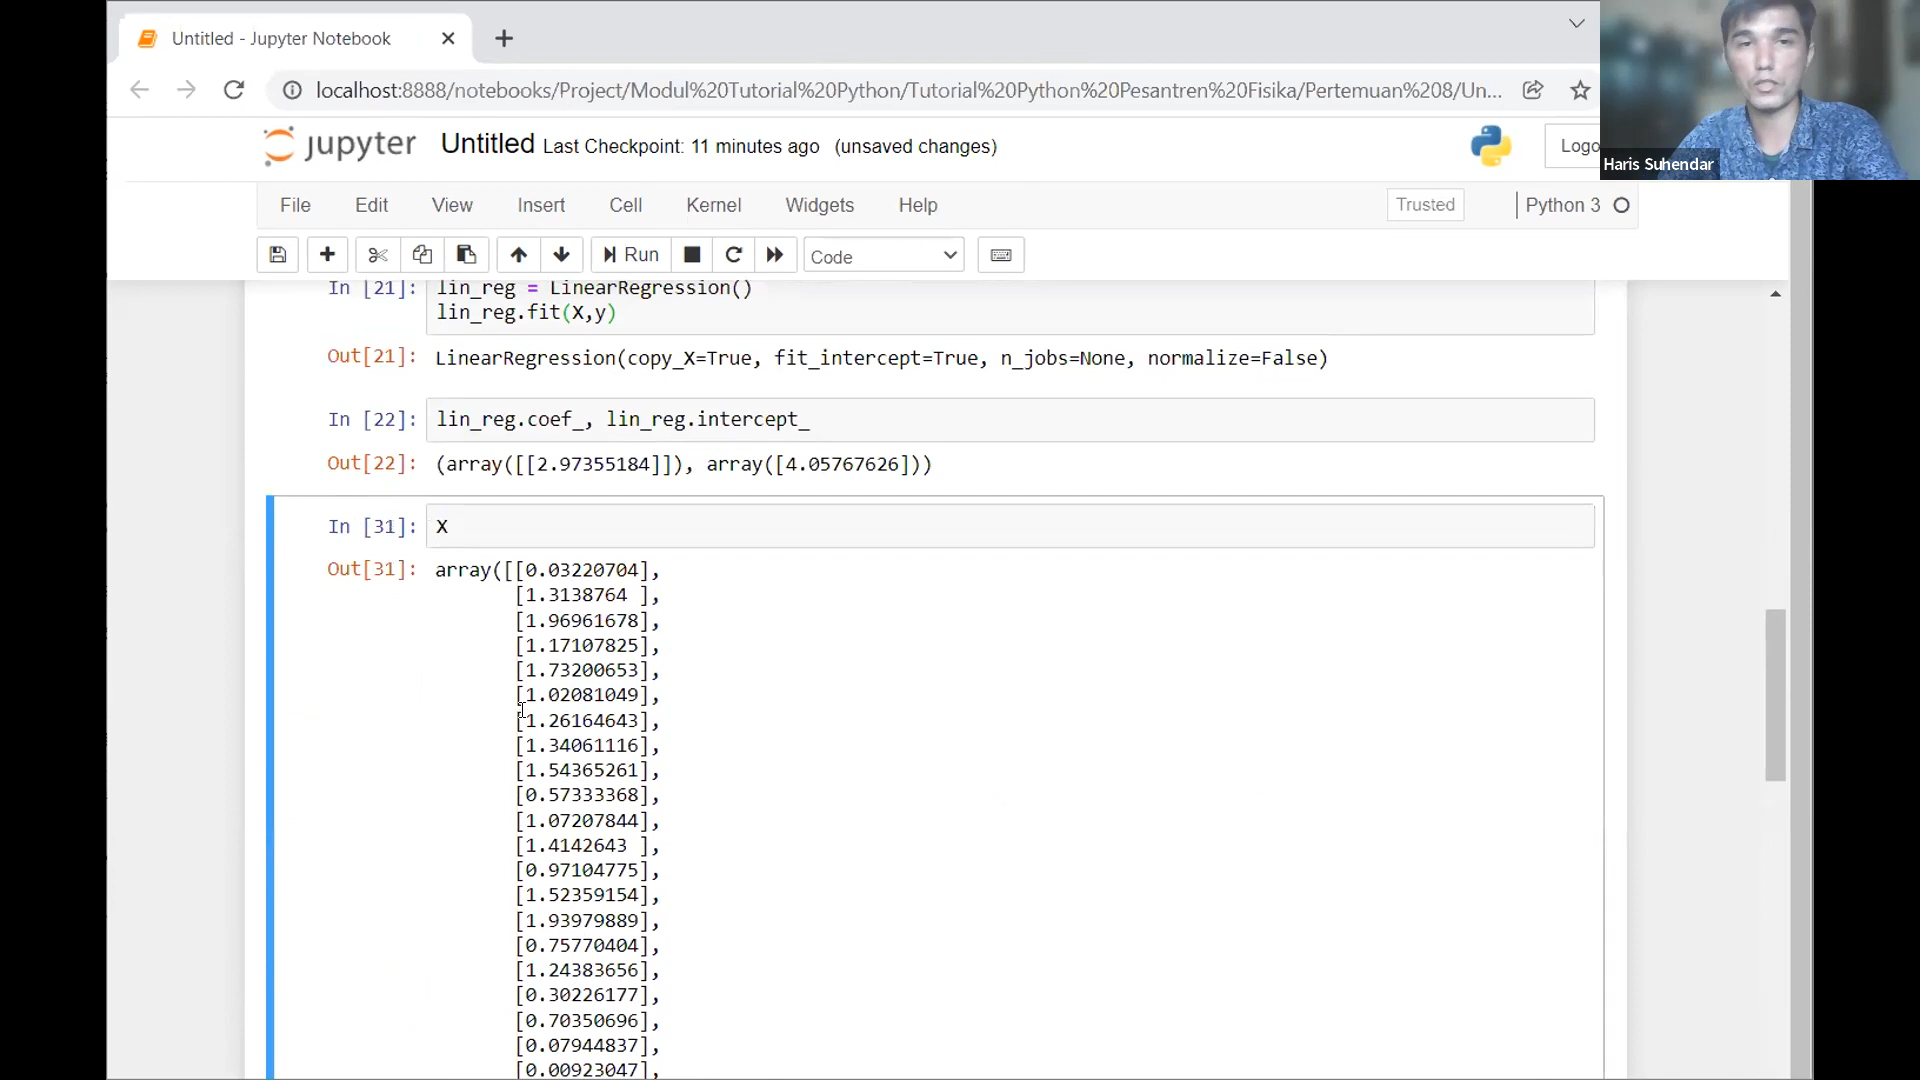 Untitled - Jupyter Notebook
localhost:8888/notebooks/Project/Modul%20Tutorial%20Python/Tutorial%20Python%20Pesantren%20Fisika/Pertemuan%208/Un...
jupyter Untitled Last Checkpoint: 11 minutes ago (unsaved changes)
Logo
Haris Suhendar
File Edit View Insert Cell Kernel Widgets Help
Trusted
Python 3
Run
Code
In [21]: lin_reg = LinearRegression()
lin_reg.fit(X,y)
Out[21]: LinearRegression(copy_X=True, fit_intercept=True, n_jobs=None, normalize=False)
In [22]: lin_reg.coef_, lin_reg.intercept_
Out[22]: (array([[2.97355184]]), array([4.05767626]))
In [31]: X
Out[31]: array([[0.03220704],
[1.3138764 ],
[1.96961678],
[1.17107825],
[1.73200653],
[1.02081049],
[1.26164643],
[1.34061116],
[1.54365261],
[0.57333368],
[1.07207844],
[1.4142643 ],
[0.97104775],
[1.52359154],
[1.93979889],
[0.75770404],
[1.24383656],
[0.30226177],
[0.70350696],
[0.07944837],
[0.00923047],